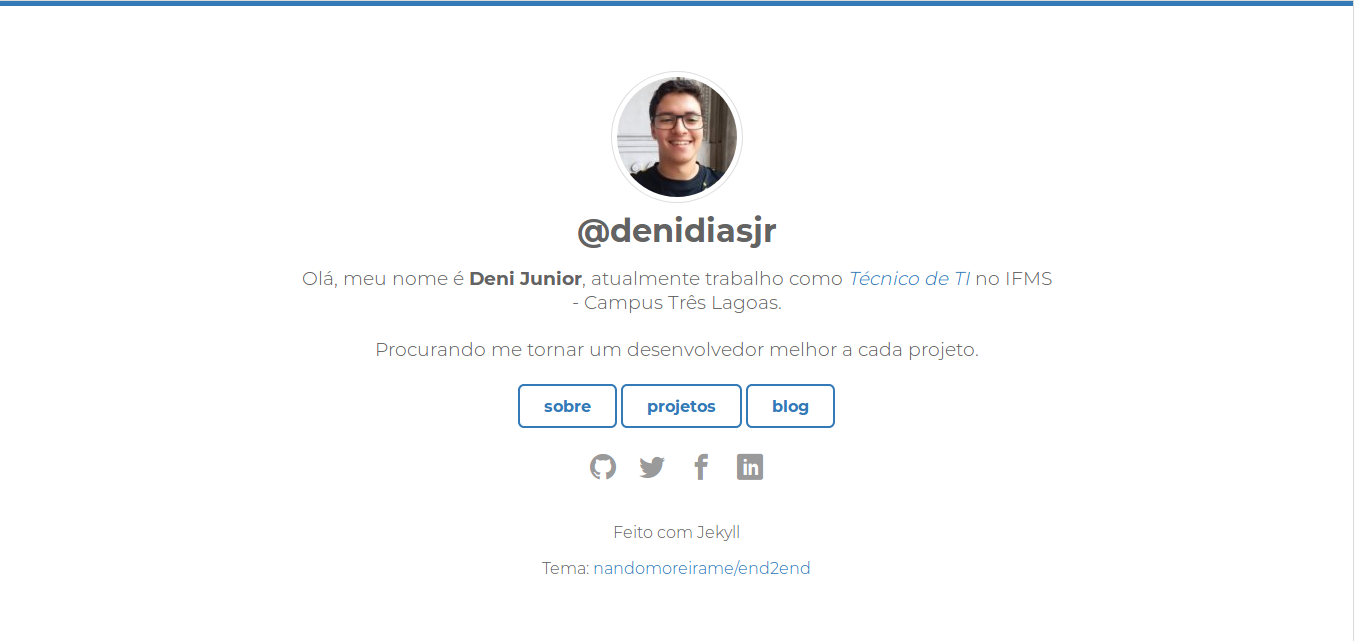 @denidiasjr
Olá, meu nome é Deni Junior, atualmente trabalho como Técnico de TI no IFMS
- Campus Três Lagoas.
Procurando me tornar um desenvolvedor melhor a cada projeto.
sobre projetos blog
in
Feito com Jekyll
Tema: nandomoreirame/end2end